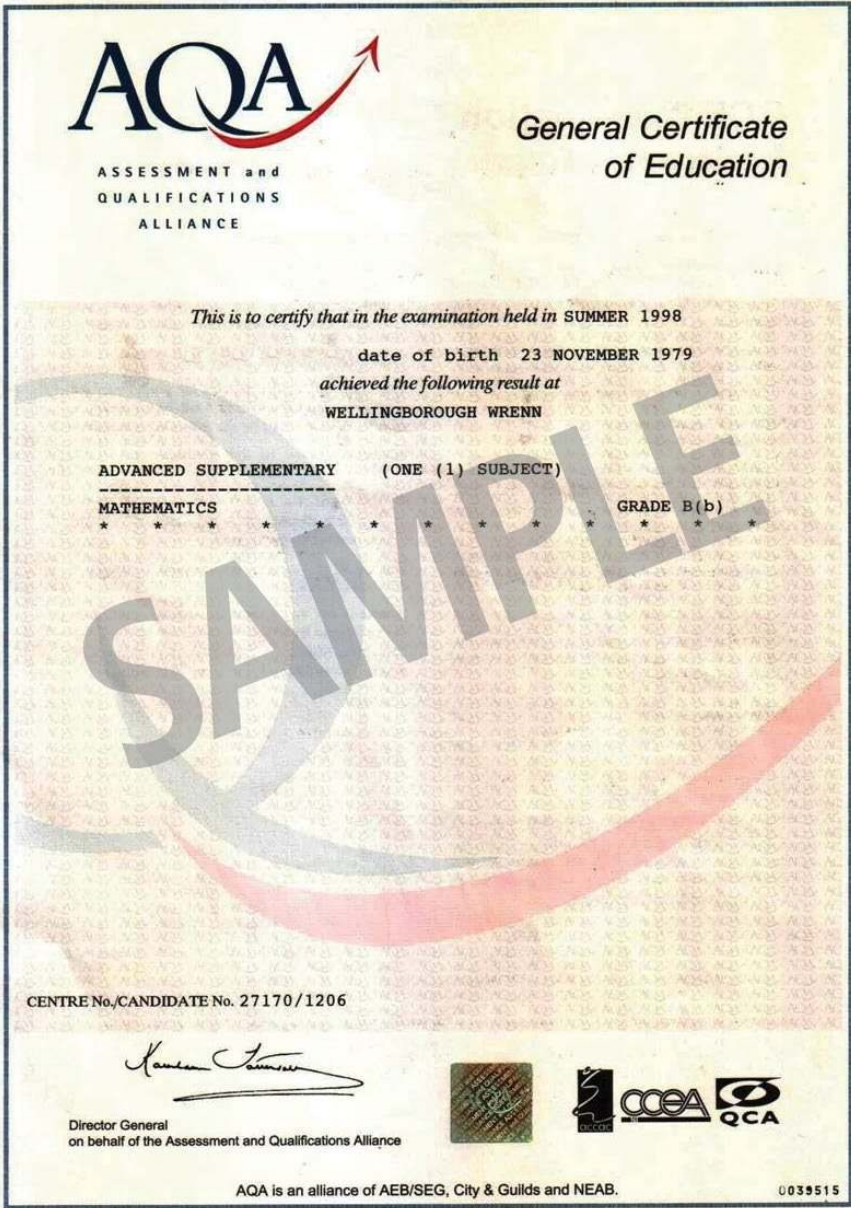 AQA
ASSESSMENT and
QUALIFICATIONS
ALLIANCE
General Certificate
of Education
This is to certify that in the examination held in SUMMER 1998
date of birth 23 NOVEMBER 1979
achieved the following result at
WELLINGBOROUGH WRENN
ADVANCED SUPPLEMENTARY (ONE (1) SUBJECT)
--------------------
MATHEMATICS GRADE B(b)
* * * * * * * * * * * * *
SAMPLE
CENTRE No./CANDIDATE No. 27170/1206
Director General
on behalf of the Assessment and Qualifications Alliance
accac
CCEA
QCA
AQA is an alliance of AEB/SEG, City & Guilds and NEAB.
0039515